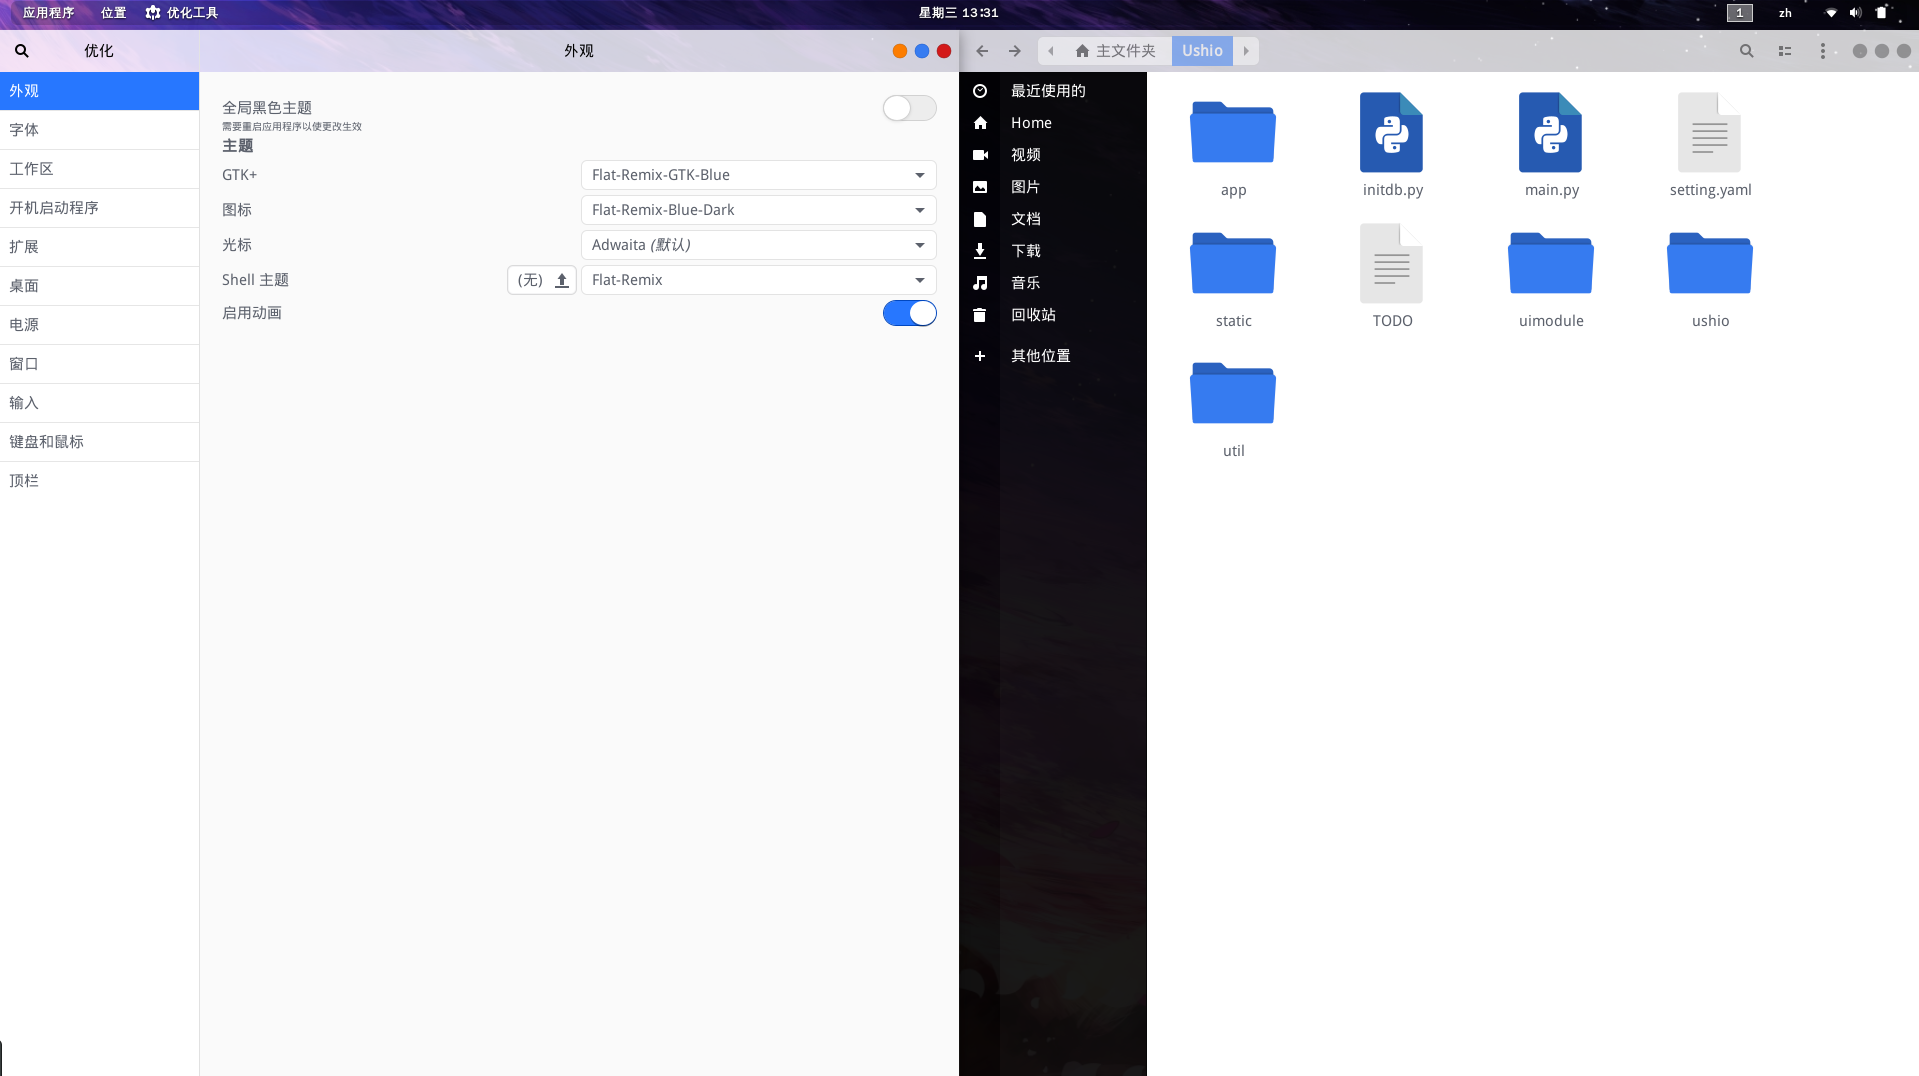 应用程序 位置 优化工具 星期三 13:31 1 zh
优化 外观
外观
字体
工作区
开机启动程序
扩展
桌面
电源
窗口
输入
键盘和鼠标
顶栏
全局黑色主题
需要重启应用程序以使更改生效
主题
GTK+ Flat-Remix-GTK-Blue
图标 Flat-Remix-Blue-Dark
光标 Adwaita (默认)
Shell 主题 (无) Flat-Remix
启用动画
主文件夹 Ushio
最近使用的
Home
视频
图片
文档
下载
音乐
回收站
其他位置
app initdb.py main.py setting.yaml
static TODO uimodule ushio
util